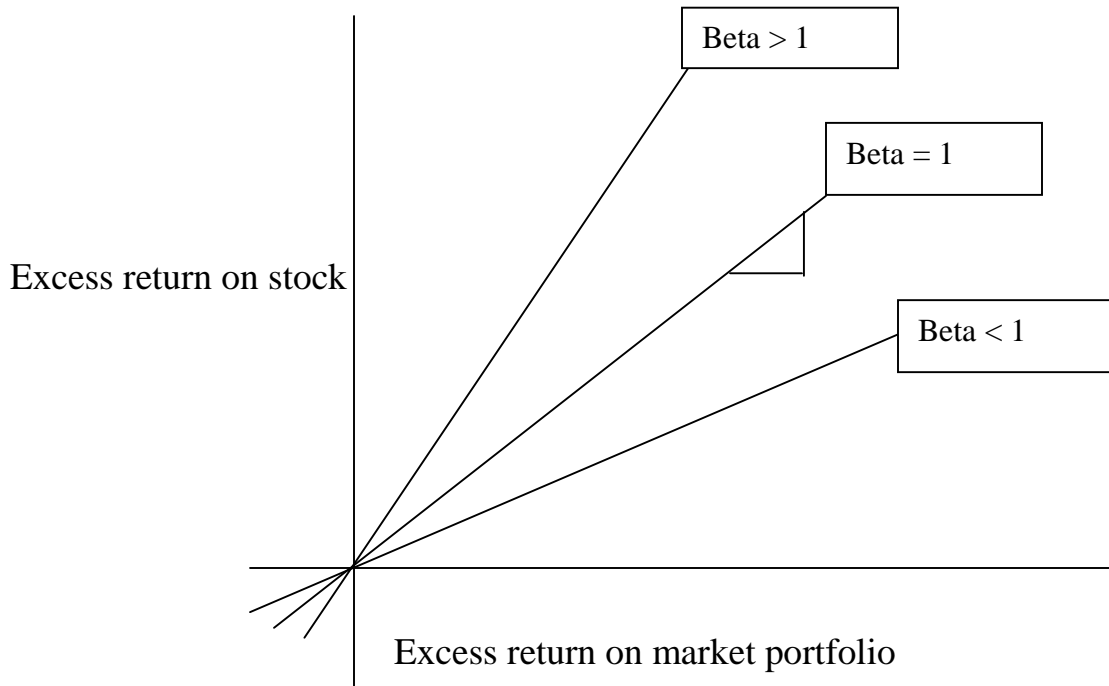 Beta > 1
Beta = 1
Excess return on stock
Beta < 1
Excess return on market portfolio